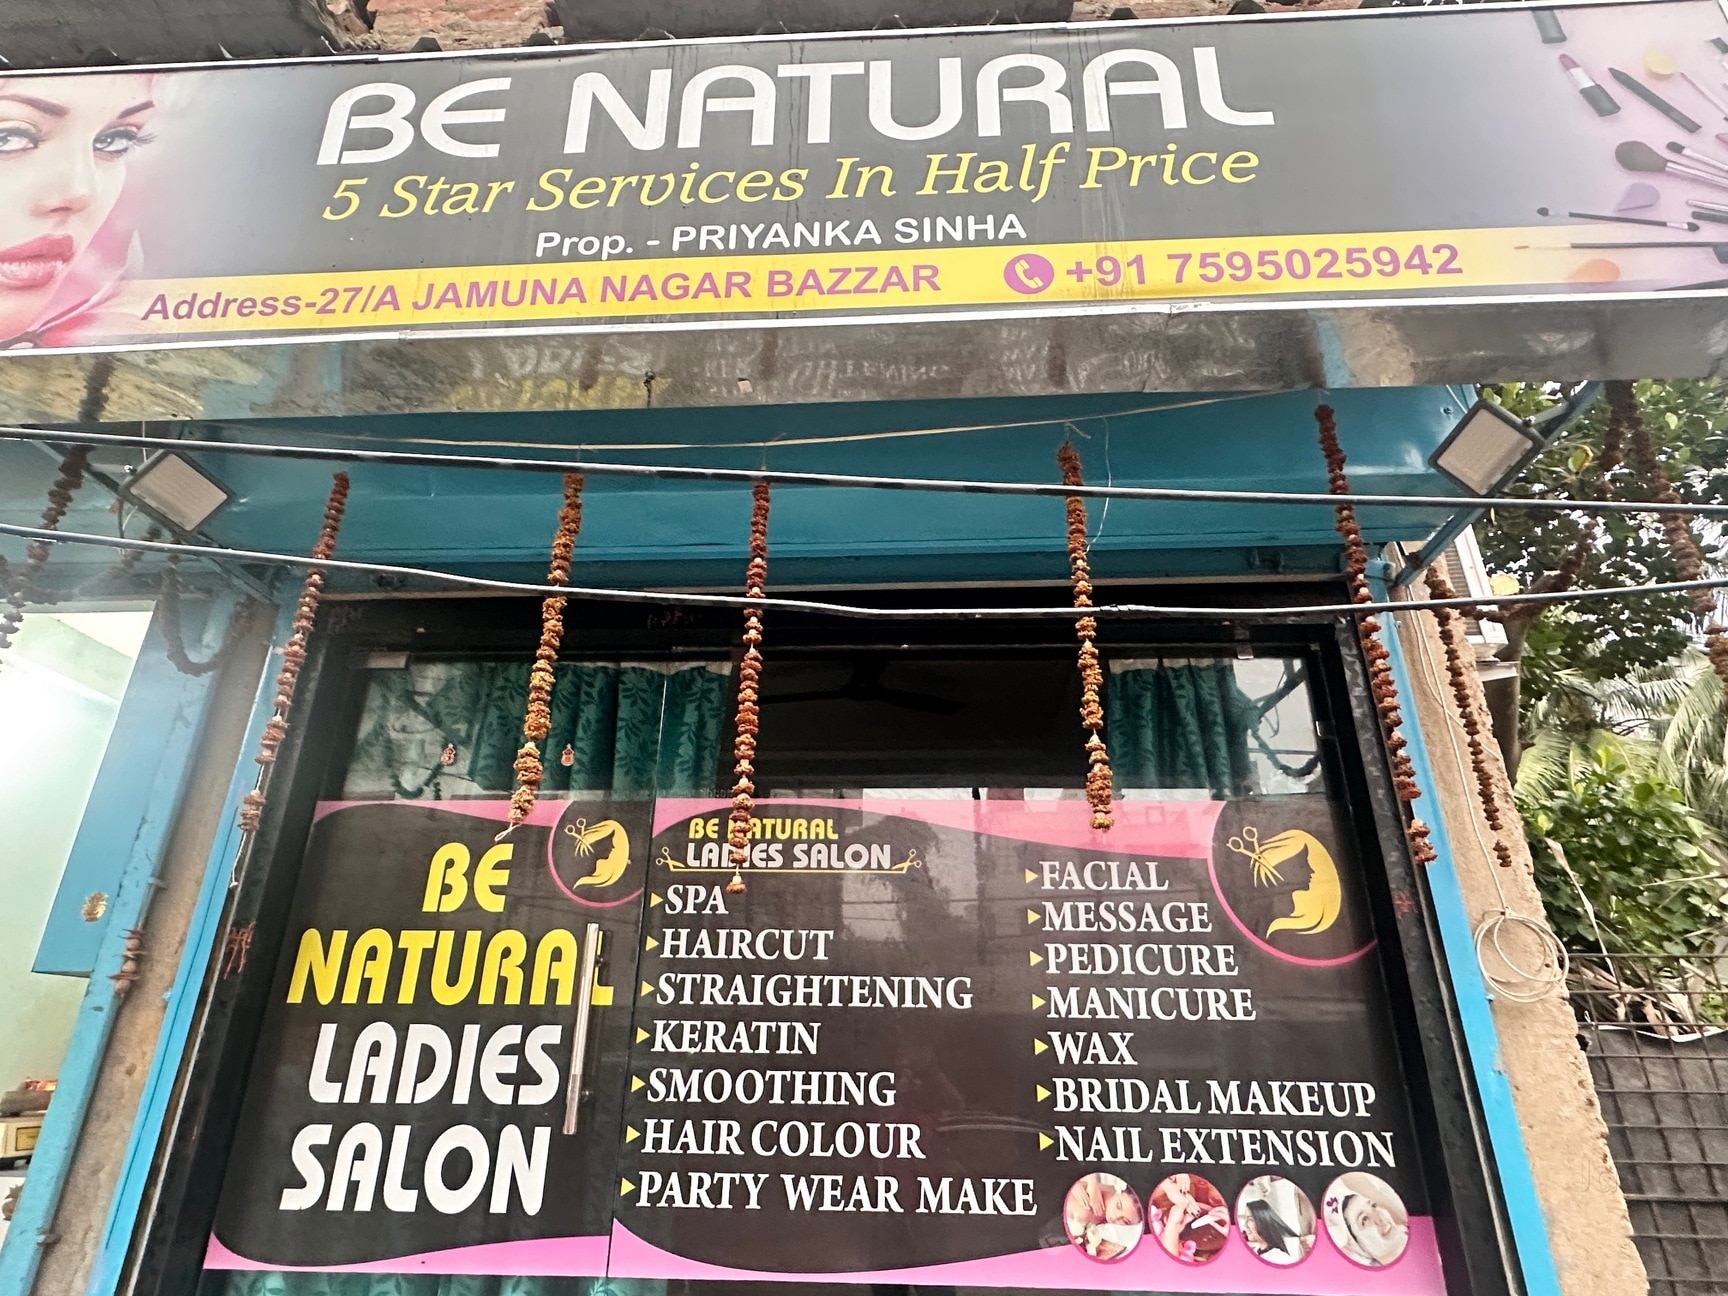 BE NATURAL
5 Star Services In Half Price
Prop. - PRIYANKA SINHA
Address-27/A JAMUNA NAGAR BAZZAR +91 7595025942
BE
NATURAL
LADIES
SALON
BE NATURAL
LADIES SALON
SPA
HAIRCUT
STRAIGHTENING
KERATIN
SMOOTHING
HAIR COLOUR
PARTY WEAR MAKE
FACIAL
MESSAGE
PEDICURE
MANICURE
WAX
BRIDAL MAKEUP
NAIL EXTENSION